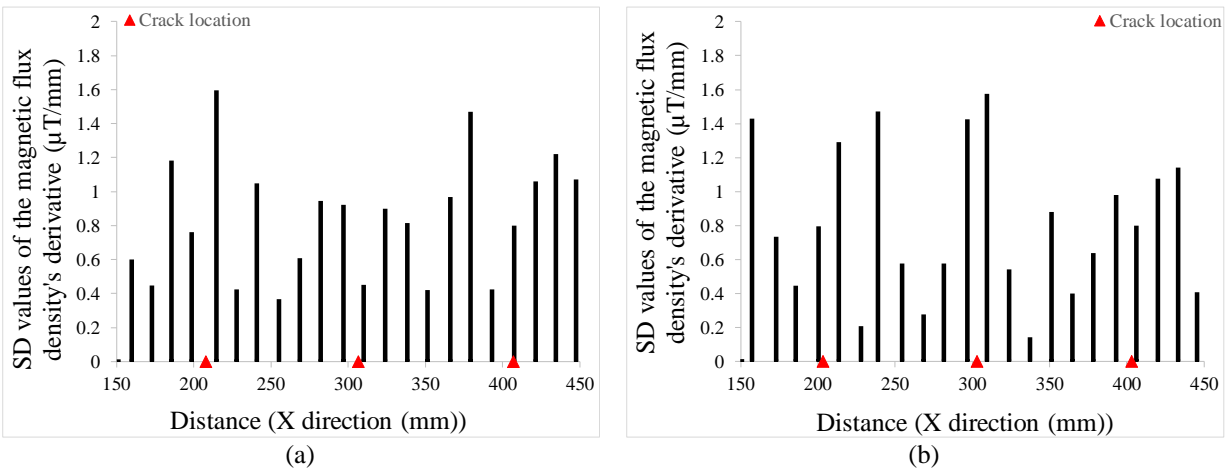 Crack location
2
1.8
1.6
1.4
1.2
1
0.8
0.6
0.4
0.2
0
SD values of the magnetic flux
density's derivative (µT/mm)
150 200 250 300 350 400 450
Distance (X direction (mm))
(a)
Crack location
2
1.8
1.6
1.4
1.2
1
0.8
0.6
0.4
0.2
0
SD values of the magnetic flux
density's derivative (µT/mm)
150 200 250 300 350 400 450
Distance (X direction (mm))
(b)